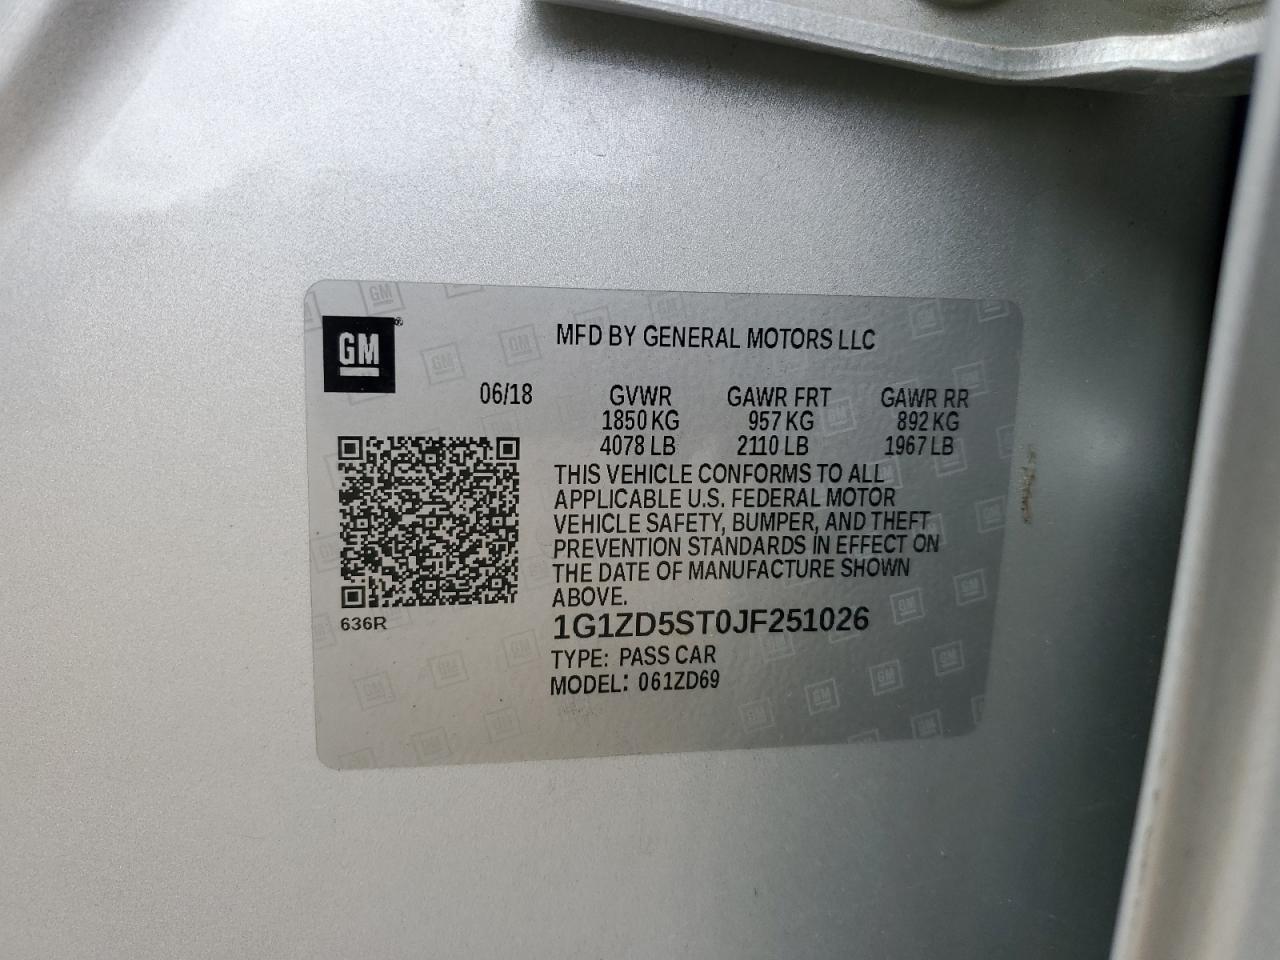 GM®
MFD BY GENERAL MOTORS LLC
06/18 GVWR GAWR FRT GAWR RR
1850 KG 957 KG 892 KG
4078 LB 2110 LB 1967 LB
THIS VEHICLE CONFORMS TO ALL
APPLICABLE U.S. FEDERAL MOTOR
VEHICLE SAFETY, BUMPER, AND THEFT
PREVENTION STANDARDS IN EFFECT ON
THE DATE OF MANUFACTURE SHOWN
ABOVE.
636R
1G1ZD5ST0JF251026
TYPE: PASS CAR
MODEL: 061ZD69